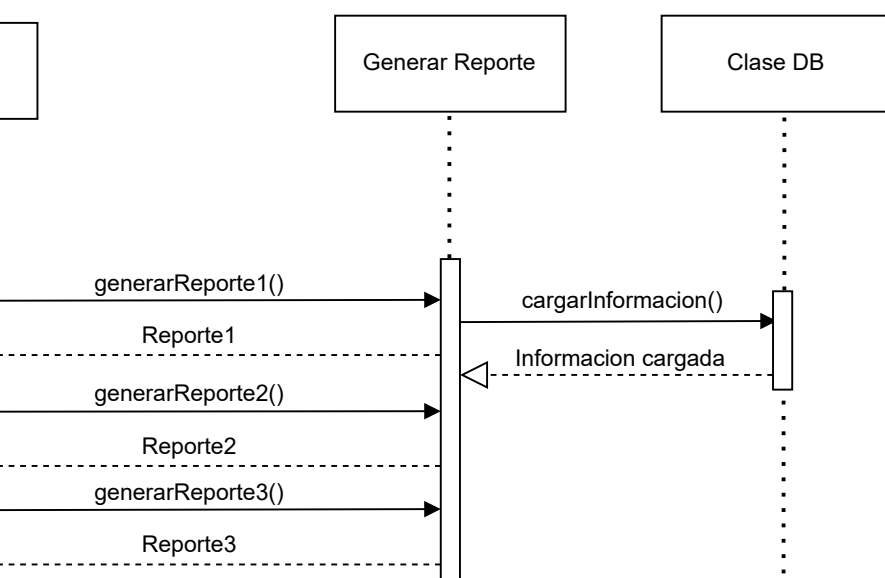 Generar Reporte
Clase DB
generarReporte1()
cargarInformacion()
Reporte1
Informacion cargada
generarReporte2()
Reporte2
generarReporte3()
Reporte3